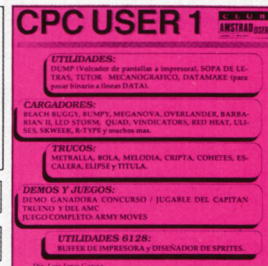 CPC USER 1
CLUB
AMSTRAD USER
UTILIDADES:
DUMP (Volcador de pantallas a impresora), SOPA DE LE-
TRAS, TUTOR MECANOGRAFICO, DATAMAKE (para
pasar binario a lineas DATA).
CARGADORES:
BEACH BUGGY, BUMPY, MEGANOVA, OVERLANDER, BARBA-
RIAN II, LED STORM, QUAD, VINDICATORS, RED HEAT, ULI-
SES, SKWEEK, R-TYPE y muchos mas.
TRUCOS:
METRALLA, BOLA, MELODIA, CRIPTA, COHETES, ES-
CALERA, ELIPSE y TITULA.
DEMOS Y JUEGOS:
DEMO GANADORA CONCURSO / JUGABLE DEL CAPITAN
TRUENO Y DEL AMC
JUEGO COMPLETO: ARMY MOVES
UTILIDADES 6128:
BUFFER DE IMPRESORA y DISEÑADOR DE SPRITES.